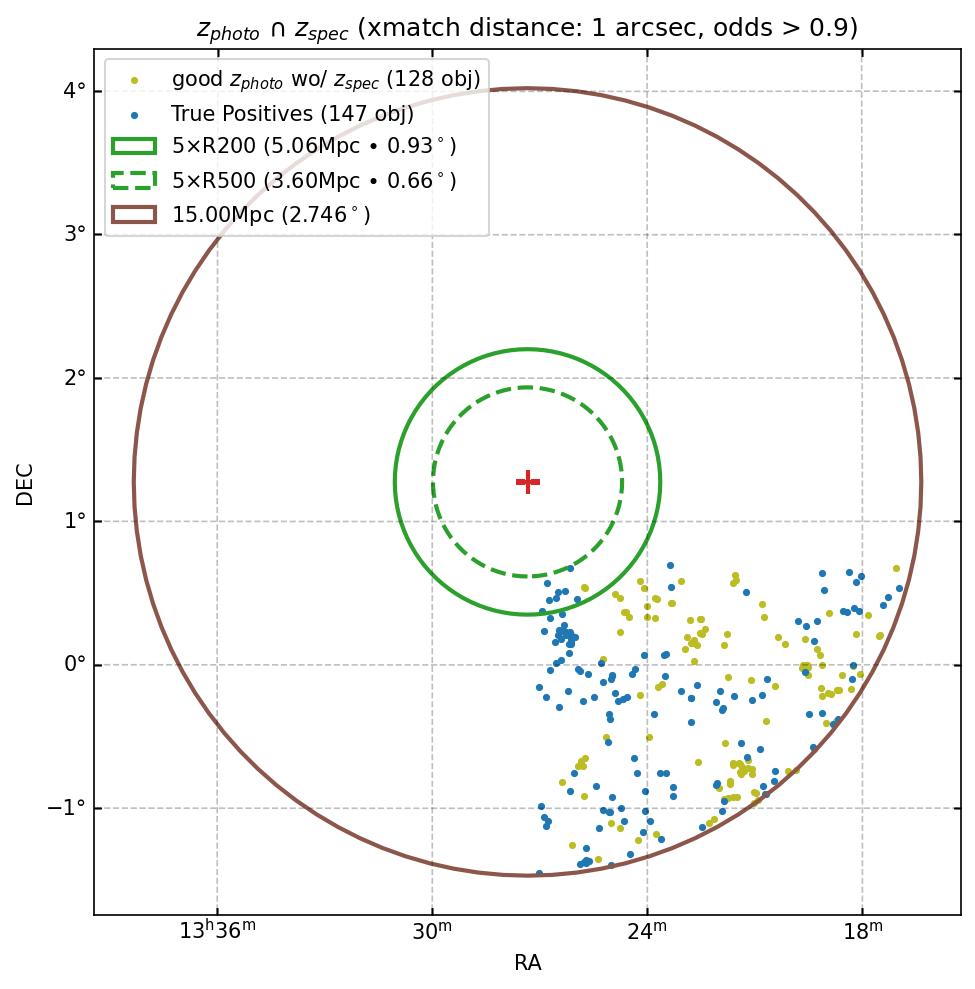 z_photo ∩ z_spec (xmatch distance: 1 arcsec, odds > 0.9)
good z_photo wo/ z_spec (128 obj)
True Positives (147 obj)
5×R200 (5.06Mpc • 0.93°)
5×R500 (3.60Mpc • 0.66°)
15.00Mpc (2.746°)
4°
3°
2°
1°
0°
−1°
DEC
13h36m 30m 24m 18m
RA